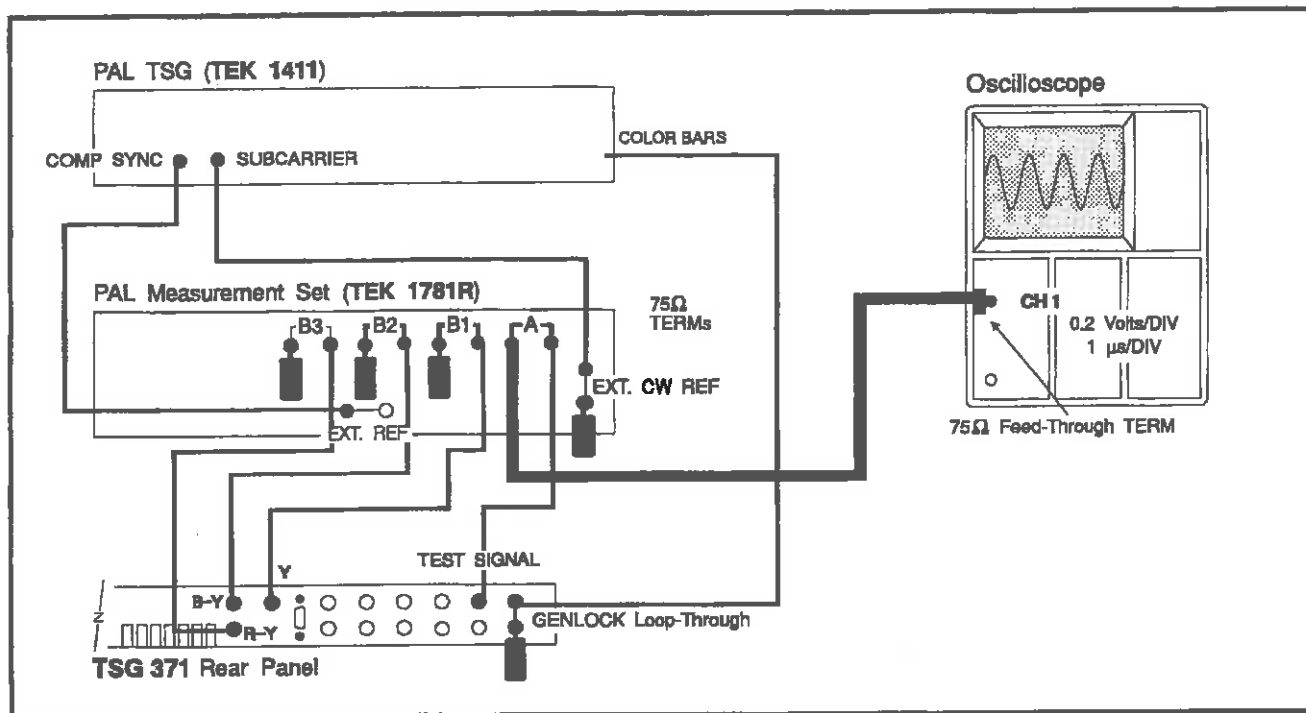 PAL TSG (TEK 1411)
Oscilloscope
COLOR BARS
COMP SYNC
SUBCARRIER
PAL Measurement Set (TEK 1781R)
75Ω
TERMs
B3
B2
B1
A
CH 1
0.2 Volts/DIV
1 µs/DIV
EXT. CW REF
75Ω Feed-Through TERM
EXT. REF
TEST SIGNAL
Y
B-Y
R-Y
GENLOCK Loop-Through
N
TSG 371 Rear Panel